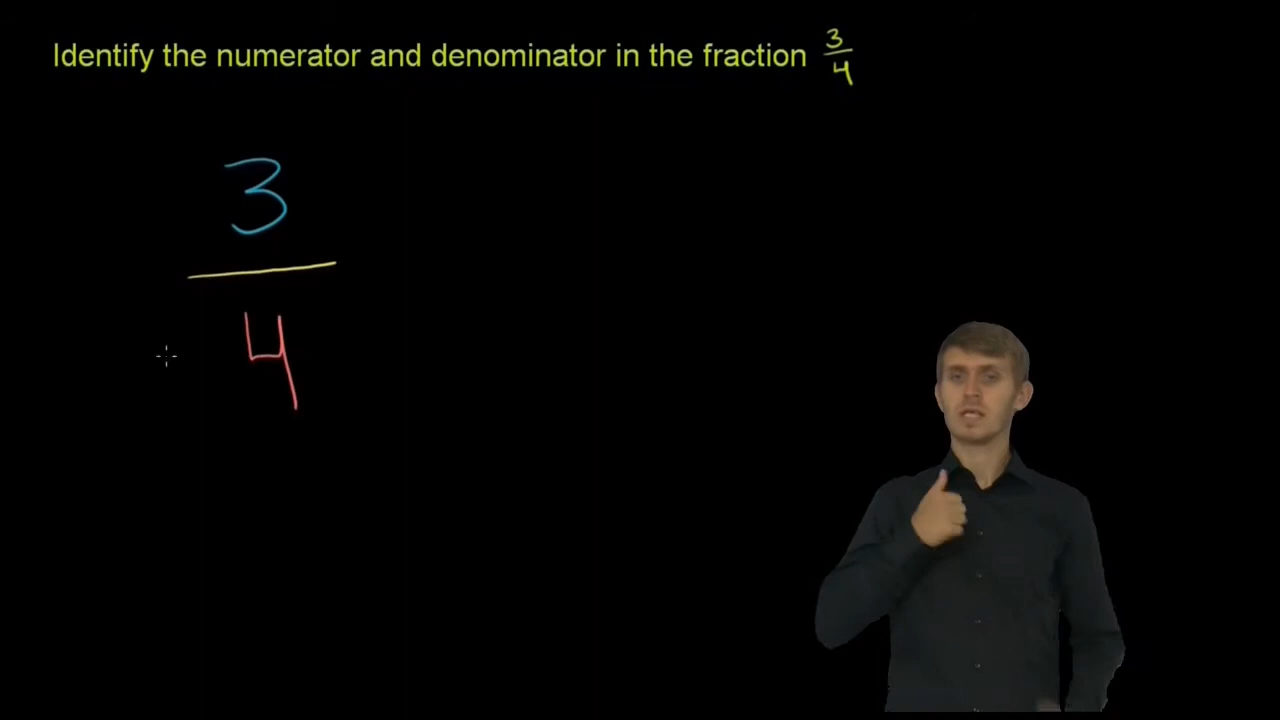 Identify the numerator and denominator in the fraction 3/4
3
4